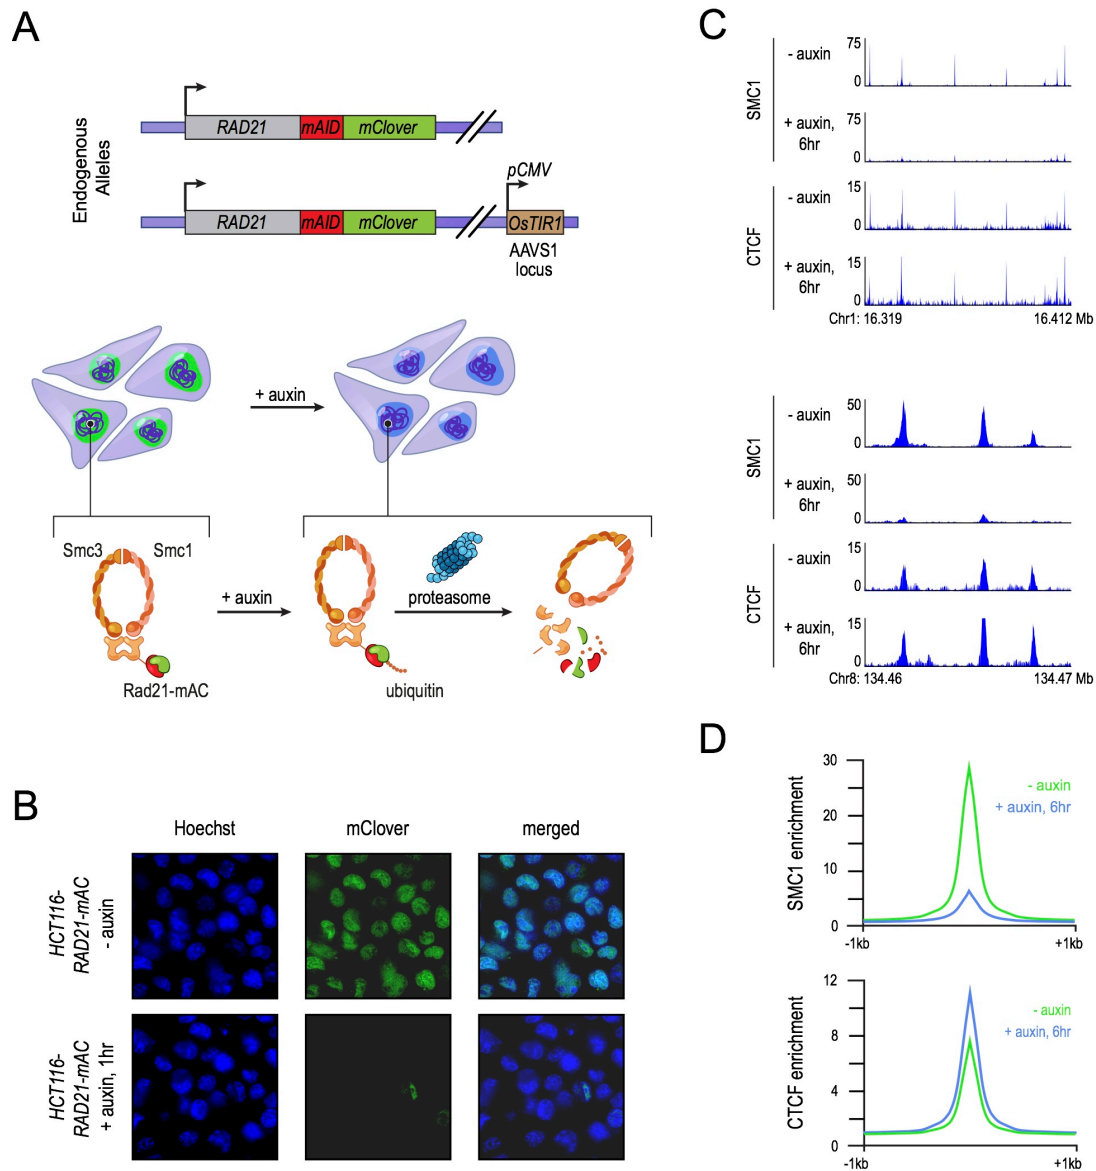 A
Endogenous
Alleles
RAD21 mAID mClover
pCMV
RAD21 mAID mClover OsTIR1
AAVS1
locus
+ auxin
Smc3 Smc1
+ auxin
proteasome
Rad21-mAC
ubiquitin
B
Hoechst mClover merged
HCT116-
RAD21-mAC
- auxin
HCT116-
RAD21-mAC
+ auxin, 1hr
C
SMC1
- auxin
75
0
+ auxin,
6hr
75
0
CTCF
- auxin
15
0
+ auxin,
6hr
15
0
Chr1: 16.319 16.412 Mb
SMC1
- auxin
50
0
+ auxin,
6hr
50
0
CTCF
- auxin
15
0
+ auxin,
6hr
15
0
Chr8: 134.46 134.47 Mb
D
SMC1 enrichment
30
20
10
0
- auxin
+ auxin, 6hr
-1kb +1kb
CTCF enrichment
12
8
4
0
- auxin
+ auxin, 6hr
-1kb +1kb